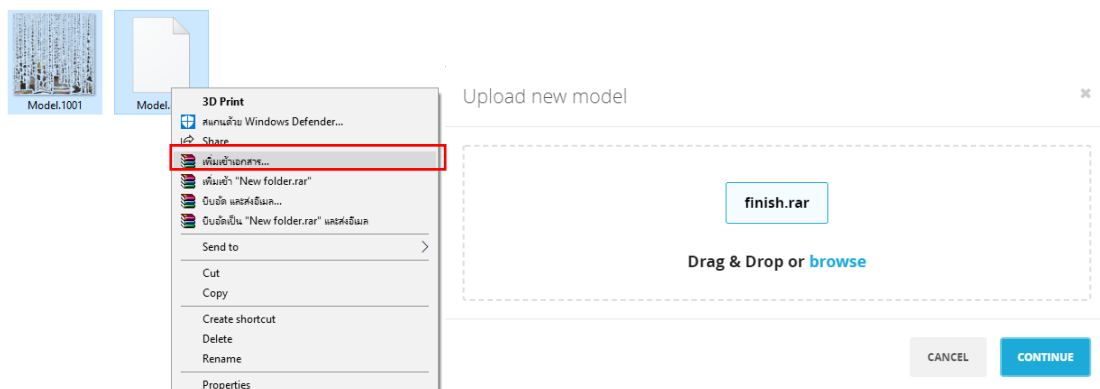 Model.1001
Model.
3D Print
สแกนด้วย Windows Defender...
Share
เพิ่มเข้าเอกสาร...
เพิ่มเข้า "New folder.rar"
บีบอัด และส่งอีเมล...
บีบอัดเป็น "New folder.rar" และส่งอีเมล
Send to
Cut
Copy
Create shortcut
Delete
Rename
Properties
Upload new model
finish.rar
Drag & Drop or browse
CANCEL
CONTINUE